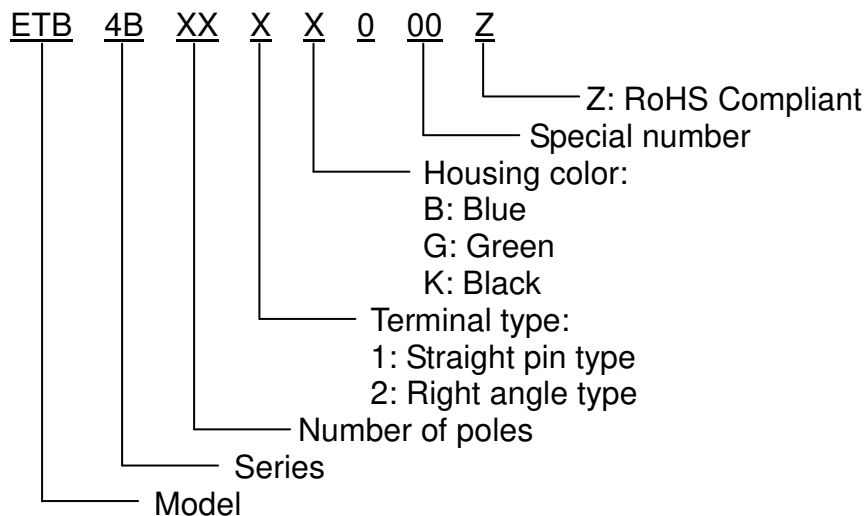 ETB 4B XX X X 0 00 Z
Z: RoHS Compliant
Special number
Housing color:
B: Blue
G: Green
K: Black
Terminal type:
1: Straight pin type
2: Right angle type
Number of poles
Series
Model